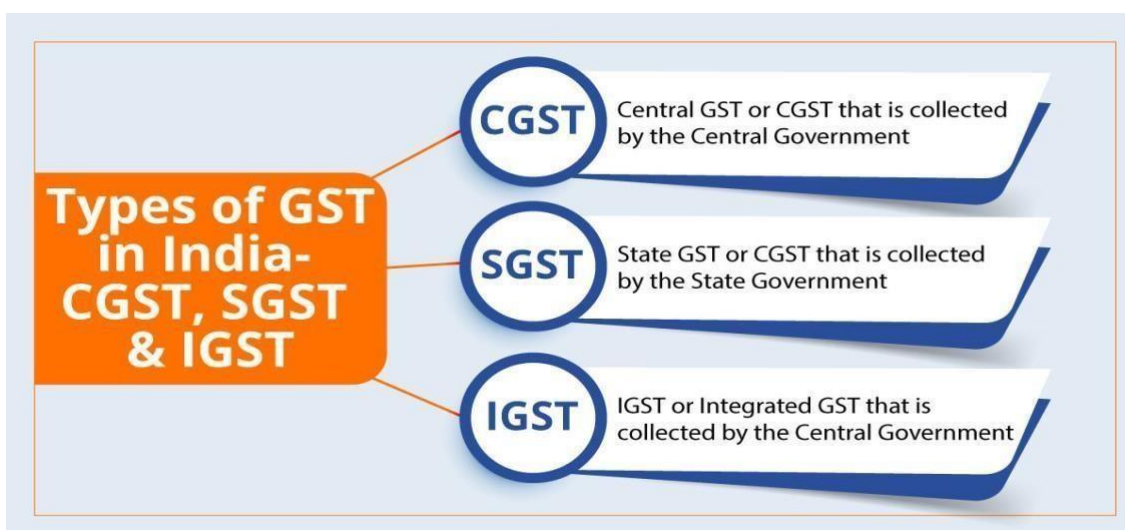 Types of GST
in India-
CGST, SGST
& IGST
CGST
Central GST or CGST that is collected
by the Central Government
SGST
State GST or CGST that is collected
by the State Government
IGST
IGST or Integrated GST that is
collected by the Central Government